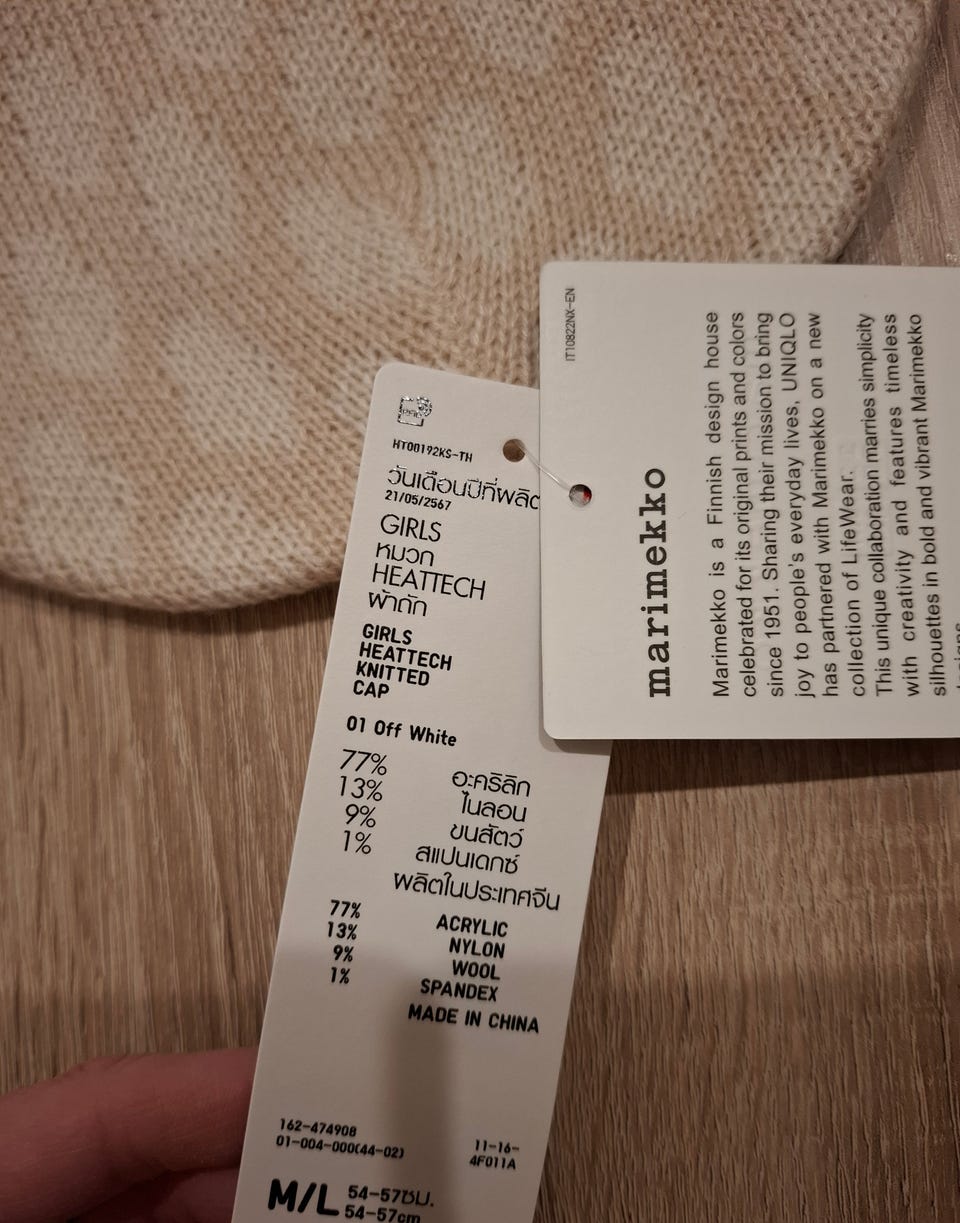 HT00192KS-TH
วันเดือนปีที่ผลิต
21/05/2567
GIRLS
หมวก
HEATTECH
ผ้าถัก
GIRLS
HEATTECH
KNITTED
CAP
01 Off White
77% อะคริลิก
13% ไนลอน
9% ขนสัตว์
1% สแปนเดกซ์
ผลิตในประเทศจีน
77% ACRYLIC
13% NYLON
9% WOOL
1% SPANDEX
MADE IN CHINA
162-474908
01-004-000(44-02)
11-16-
4F011A
M/L
54-57ซม.
54-57cm
IT10822NX-EN
marimekko
Marimekko is a Finnish design house
celebrated for its original prints and colors
since 1951. Sharing their mission to bring
joy to people's everyday lives, UNIQLO
has partnered with Marimekko on a new
collection of LifeWear.
This unique collaboration marries simplicity
with creativity and features timeless
silhouettes in bold and vibrant Marimekko